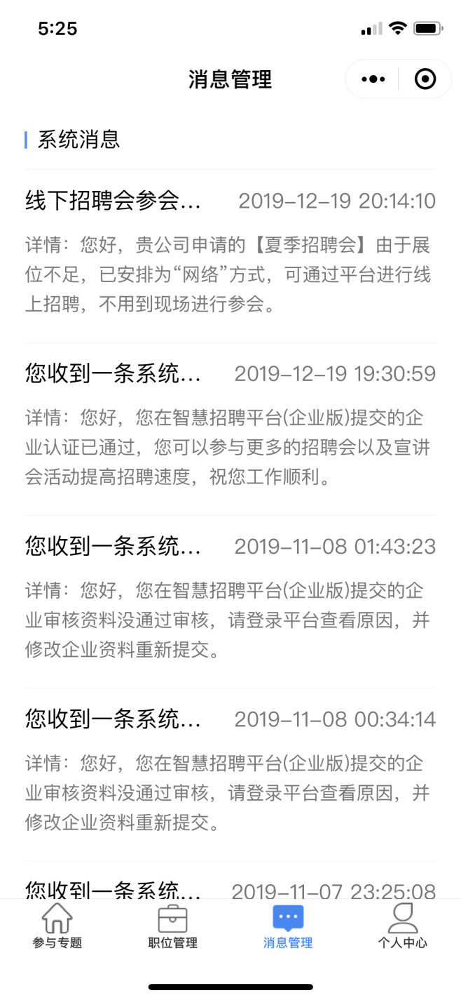 5:25
消息管理
系统消息
线下招聘会参会... 2019-12-19 20:14:10
详情：您好，贵公司申请的【夏季招聘会】由于展
位不足，已安排为“网络”方式，可通过平台进行线
上招聘，不用到现场进行参会。
您收到一条系统... 2019-12-19 19:30:59
详情：您好，您在智慧招聘平台(企业版)提交的企
业认证已通过，您可以参与更多的招聘会以及宣讲
会活动提高招聘速度，祝您工作顺利。
您收到一条系统... 2019-11-08 01:43:23
详情：您好，您在智慧招聘平台(企业版)提交的企
业审核资料没通过审核，请登录平台查看原因，并
修改企业资料重新提交。
您收到一条系统... 2019-11-08 00:34:14
详情：您好，您在智慧招聘平台(企业版)提交的企
业审核资料没通过审核，请登录平台查看原因，并
修改企业资料重新提交。
您收到一条系统... 2019-11-07 23:25:08
参与专题 职位管理 消息管理 个人中心